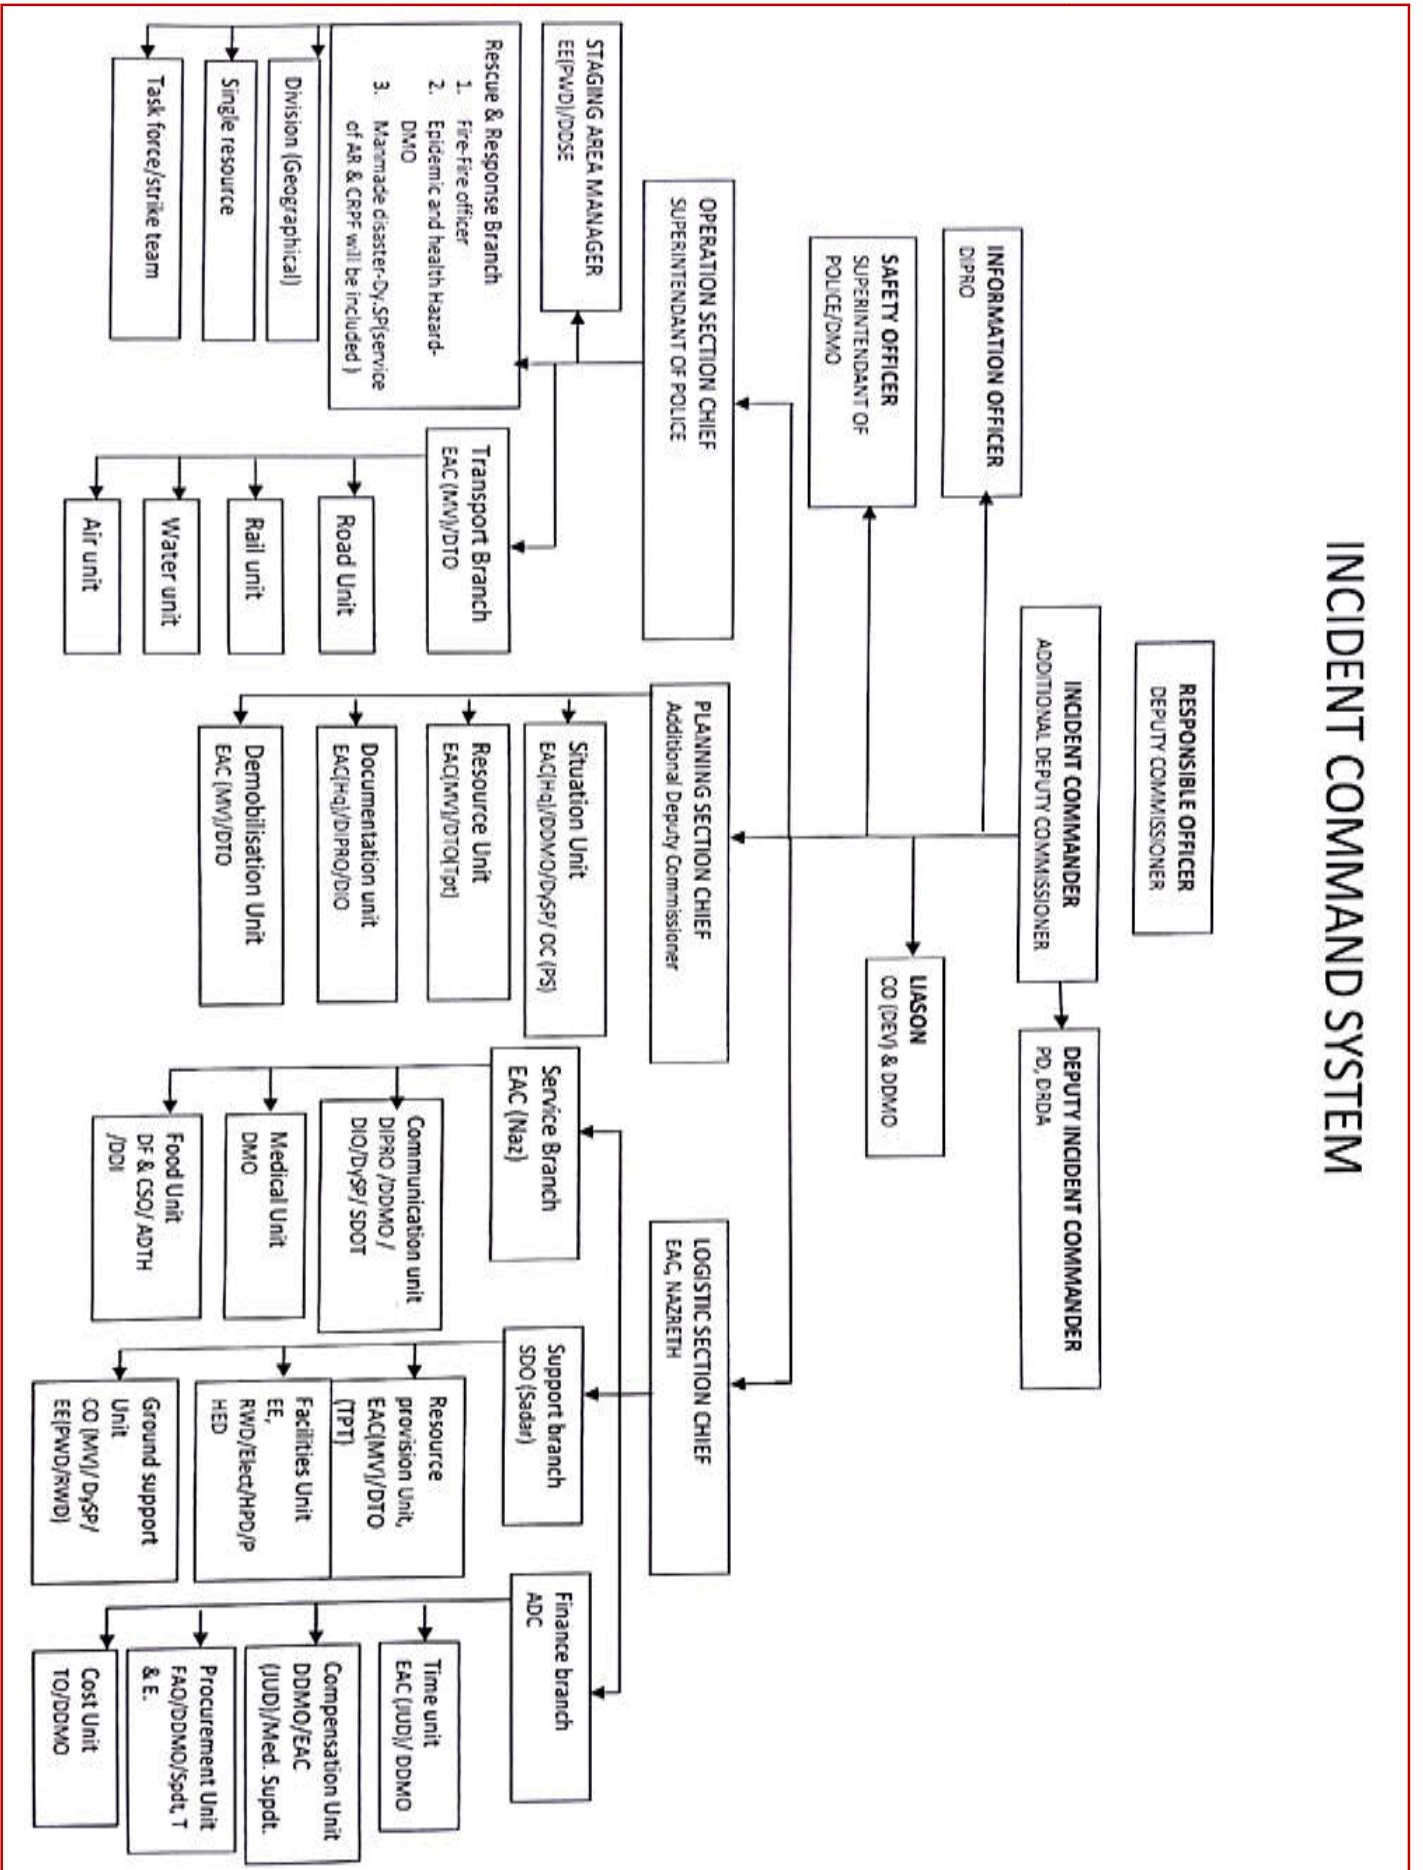 INCIDENT COMMAND SYSTEM
RESPONSIBLE OFFICER
DEPUTY COMMISSIONER
INCIDENT COMMANDER
ADDITIONAL DEPUTY COMMISSIONER
DEPUTY INCIDENT COMMANDER
PD, DRDA
INFORMATION OFFICER
DIPRO
LIASON
CO (DEV) & DDMO
SAFETY OFFICER
SUPERINTENDANT OF
POLICE/DMO
OPERATION SECTION CHIEF
SUPERINTENDANT OF POLICE
PLANNING SECTION CHIEF
Additional Deputy Commissioner
LOGISTIC SECTION CHIEF
EAC, NAZRETH
STAGING AREA MANAGER
EE(PWD)/DDSE
Rescue & Response Branch
1. Fire-Fire officer
2. Epidemic and health Hazard-
DMO
3. Manmade disaster-Dy.SP(service
of AR & CRPF will be included )
Division (Geographical)
Single resource
Task force/strike team
Transport Branch
EAC (MV)/DTO
Road Unit
Rail unit
Water unit
Air unit
Situation Unit
EAC(Hq)/DDMO/DySP/ OC (PS)
Resource Unit
EAC(MV)/DTO(Tpt)
Documentation unit
EAC(Hq)/DIPRO/DIO
Demobilisation Unit
EAC (MV)/DTO
Service Branch
EAC (Naz)
Communication unit
DIPRO /DDMO /
DIO/DySP/ SDOT
Medical Unit
DMO
Food Unit
DF & CSO/ ADTH
/DDI
Support branch
SDO (Sadar)
Resource
provision Unit,
EAC(MV)/DTO
(TPT)
Facilities Unit
EE,
RWD/Elect/HPD/P
HED
Ground support
Unit
CO (MV)/ DySP/
EE(PWD/RWD)
Finance branch
ADC
Time unit
EAC (JUD)/ DDMO
Compensation Unit
DDMO/EAC
(JUD)/Med. Supdt.
Procurement Unit
FAO/DDMO/Spdt, T
& E.
Cost Unit
TO/DDMO